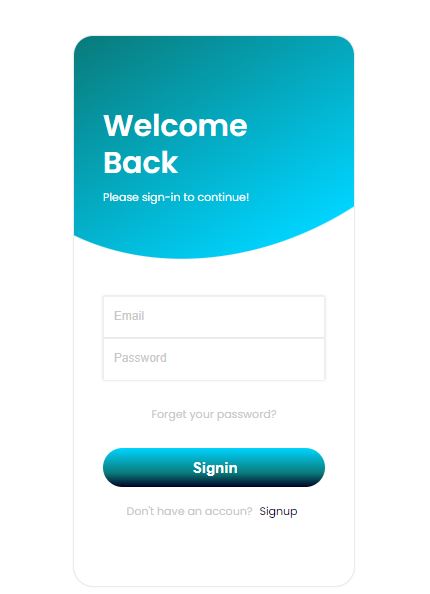 Welcome
Back
Please sign-in to continue!
Email
Password
Forget your password?
Signin
Don't have an accoun? Signup